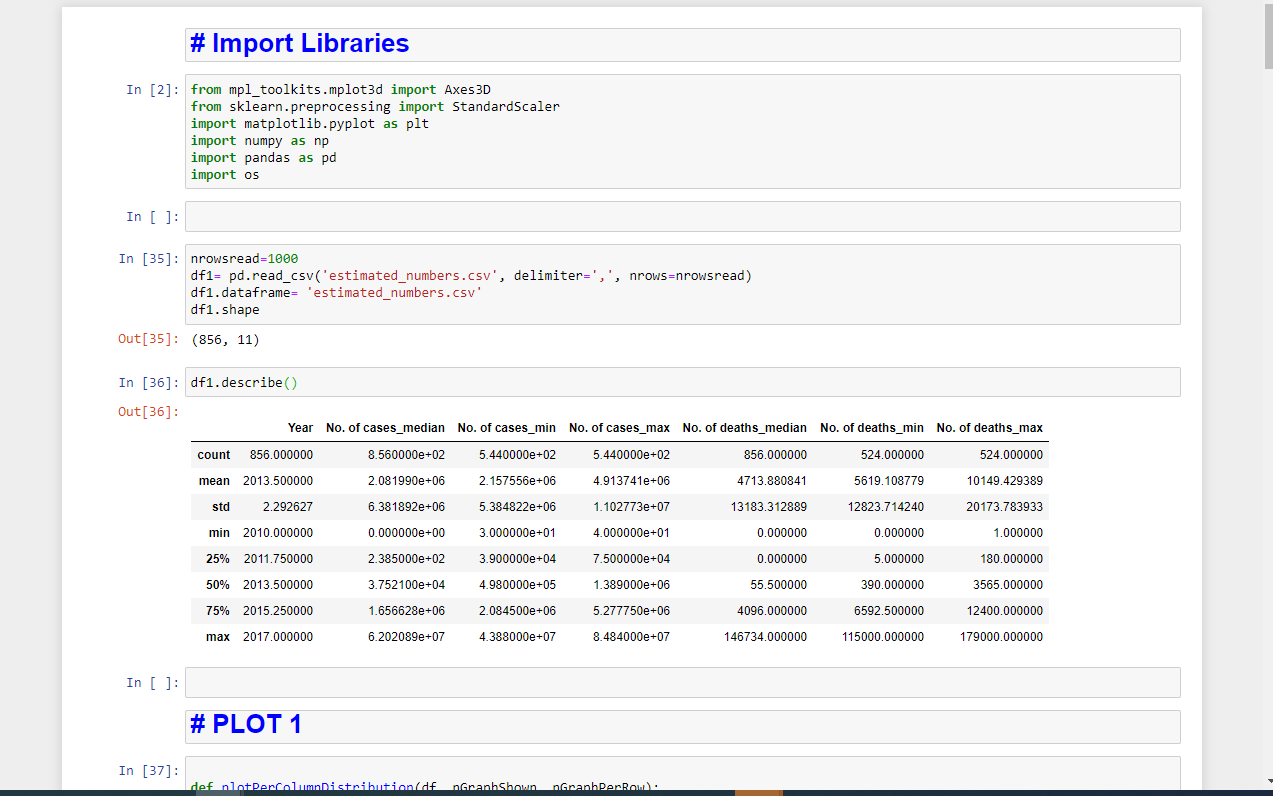 # Import Libraries
In [2]:
from mpl_toolkits.mplot3d import Axes3D
from sklearn.preprocessing import StandardScaler
import matplotlib.pyplot as plt
import numpy as np
import pandas as pd
import os
In [ ]:
In [35]:
nrowsread=1000
df1= pd.read_csv('estimated_numbers.csv', delimiter=',', nrows=nrowsread)
df1.dataframe= 'estimated_numbers.csv'
df1.shape
Out[35]: (856, 11)
In [36]: df1.describe()
Out[36]:
Year No. of cases_median No. of cases_min No. of cases_max No. of deaths_median No. of deaths_min No. of deaths_max
count 856.000000 8.560000e+02 5.440000e+02 5.440000e+02 856.000000 524.000000 524.000000
mean 2013.500000 2.081990e+06 2.157556e+06 4.913741e+06 4713.880841 5619.108779 10149.429389
std 2.292627 6.381892e+06 5.384822e+06 1.102773e+07 13183.312889 12823.714240 20173.783933
min 2010.000000 0.000000e+00 3.000000e+01 4.000000e+01 0.000000 0.000000 1.000000
25% 2011.750000 2.385000e+02 3.900000e+04 7.500000e+04 0.000000 5.000000 180.000000
50% 2013.500000 3.752100e+04 4.980000e+05 1.389000e+06 55.500000 390.000000 3565.000000
75% 2015.250000 1.656628e+06 2.084500e+06 5.277750e+06 4096.000000 6592.500000 12400.000000
max 2017.000000 6.202089e+07 4.388000e+07 8.484000e+07 146734.000000 115000.000000 179000.000000
In [ ]:
# PLOT 1
In [37]:
def plotPerColumnDistribution(df, nGraphShown, nGraphPerRow):